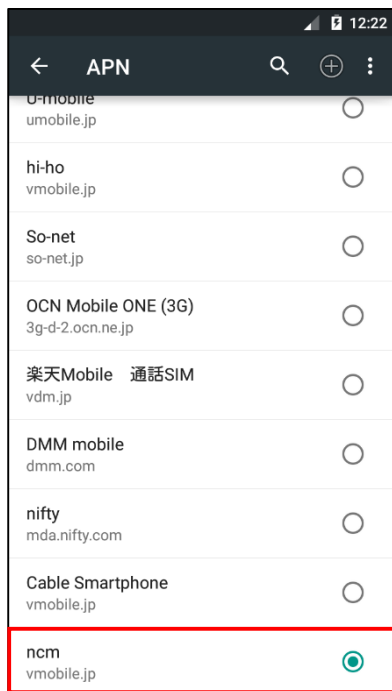 12:22
APN
U-mobile
umobile.jp
hi-ho
vmobile.jp
So-net
so-net.jp
OCN Mobile ONE (3G)
3g-d-2.ocn.ne.jp
楽天Mobile　通話SIM
vdm.jp
DMM mobile
dmm.com
nifty
mda.nifty.com
Cable Smartphone
vmobile.jp
ncm
vmobile.jp